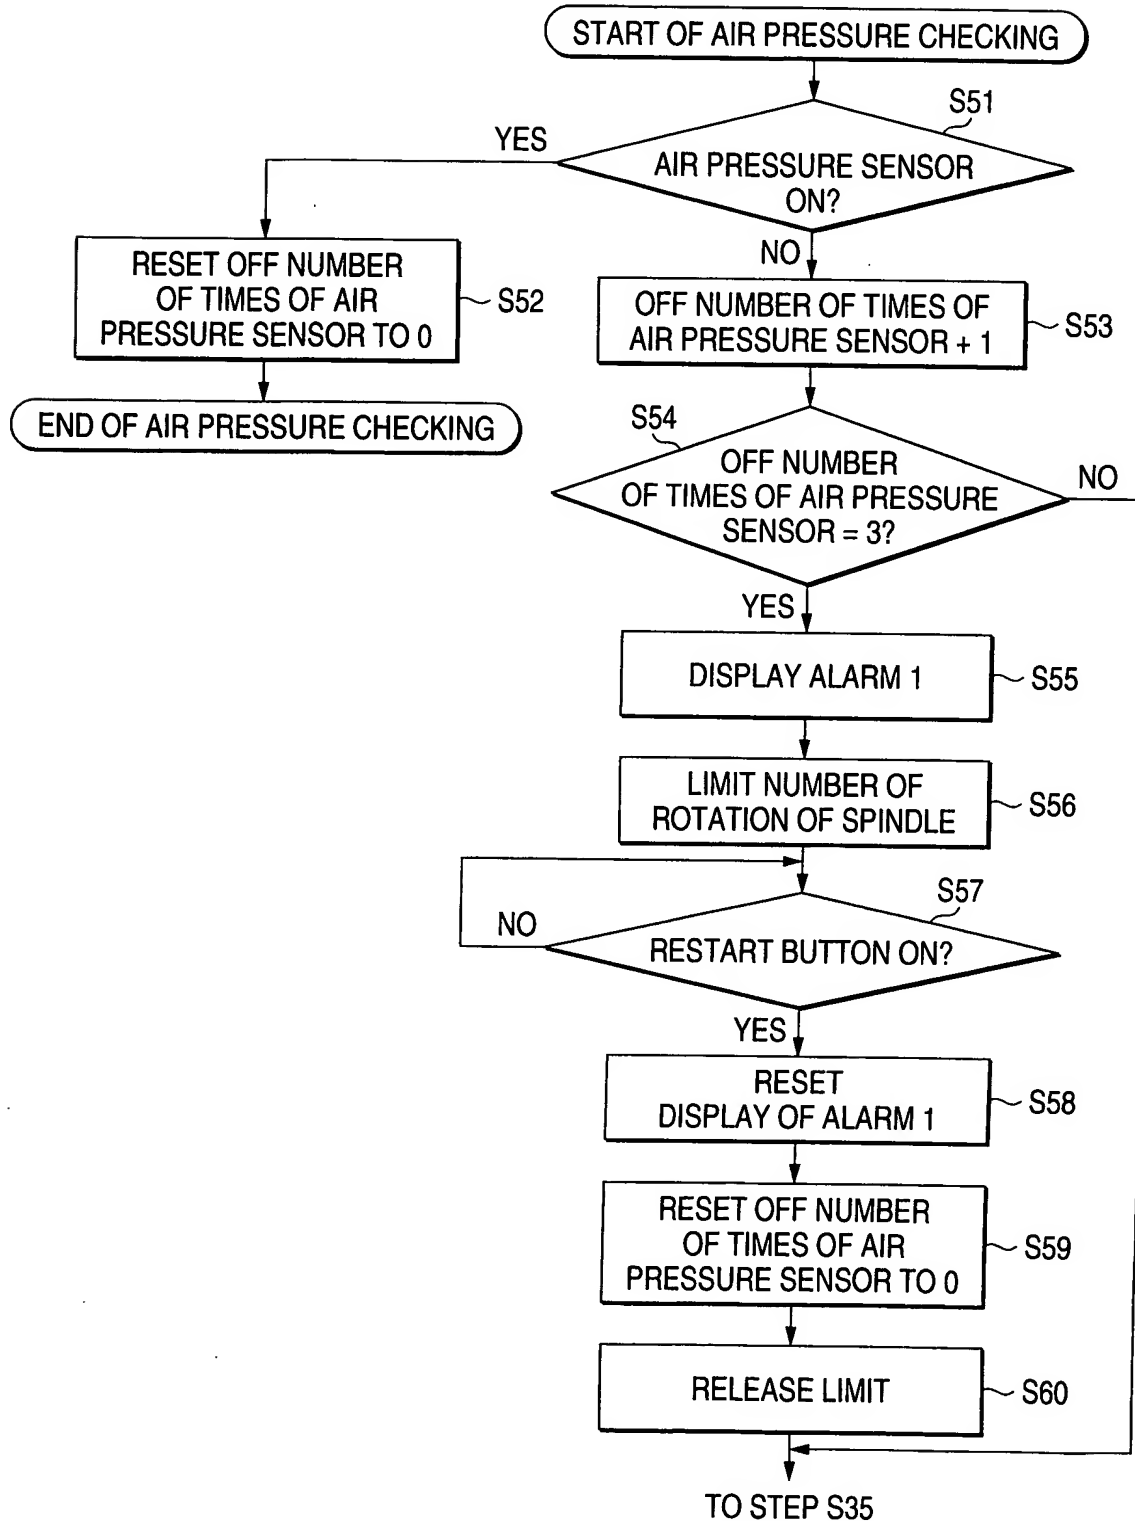 START OF AIR PRESSURE CHECKING
S51
YES
AIR PRESSURE SENSOR
ON?
NO
RESET OFF NUMBER
OF TIMES OF AIR
PRESSURE SENSOR TO 0
S52
OFF NUMBER OF TIMES OF
AIR PRESSURE SENSOR + 1
S53
END OF AIR PRESSURE CHECKING
S54
OFF NUMBER
OF TIMES OF AIR PRESSURE
SENSOR = 3?
NO
YES
DISPLAY ALARM 1
S55
LIMIT NUMBER OF
ROTATION OF SPINDLE
S56
S57
NO
RESTART BUTTON ON?
YES
RESET
DISPLAY OF ALARM 1
S58
RESET OFF NUMBER
OF TIMES OF AIR
PRESSURE SENSOR TO 0
S59
RELEASE LIMIT
S60
TO STEP S35